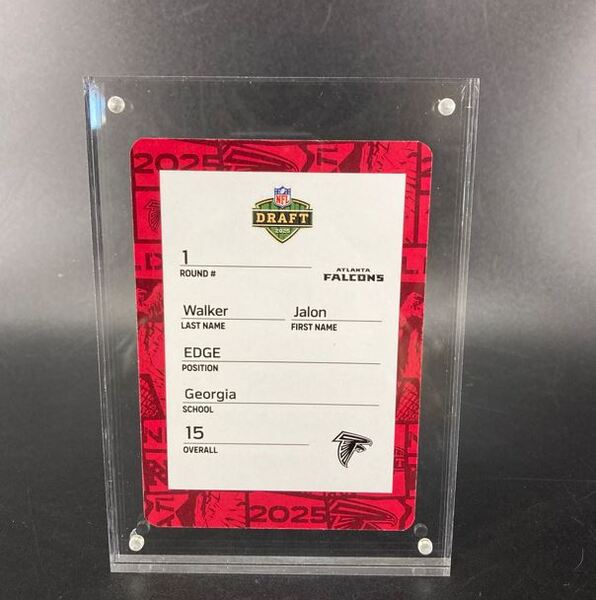 2025
NFL
DRAFT
2025
1
ROUND #
ATLANTA
FALCONS
Walker Jalon
LAST NAME FIRST NAME
EDGE
POSITION
Georgia
SCHOOL
15
OVERALL
2025